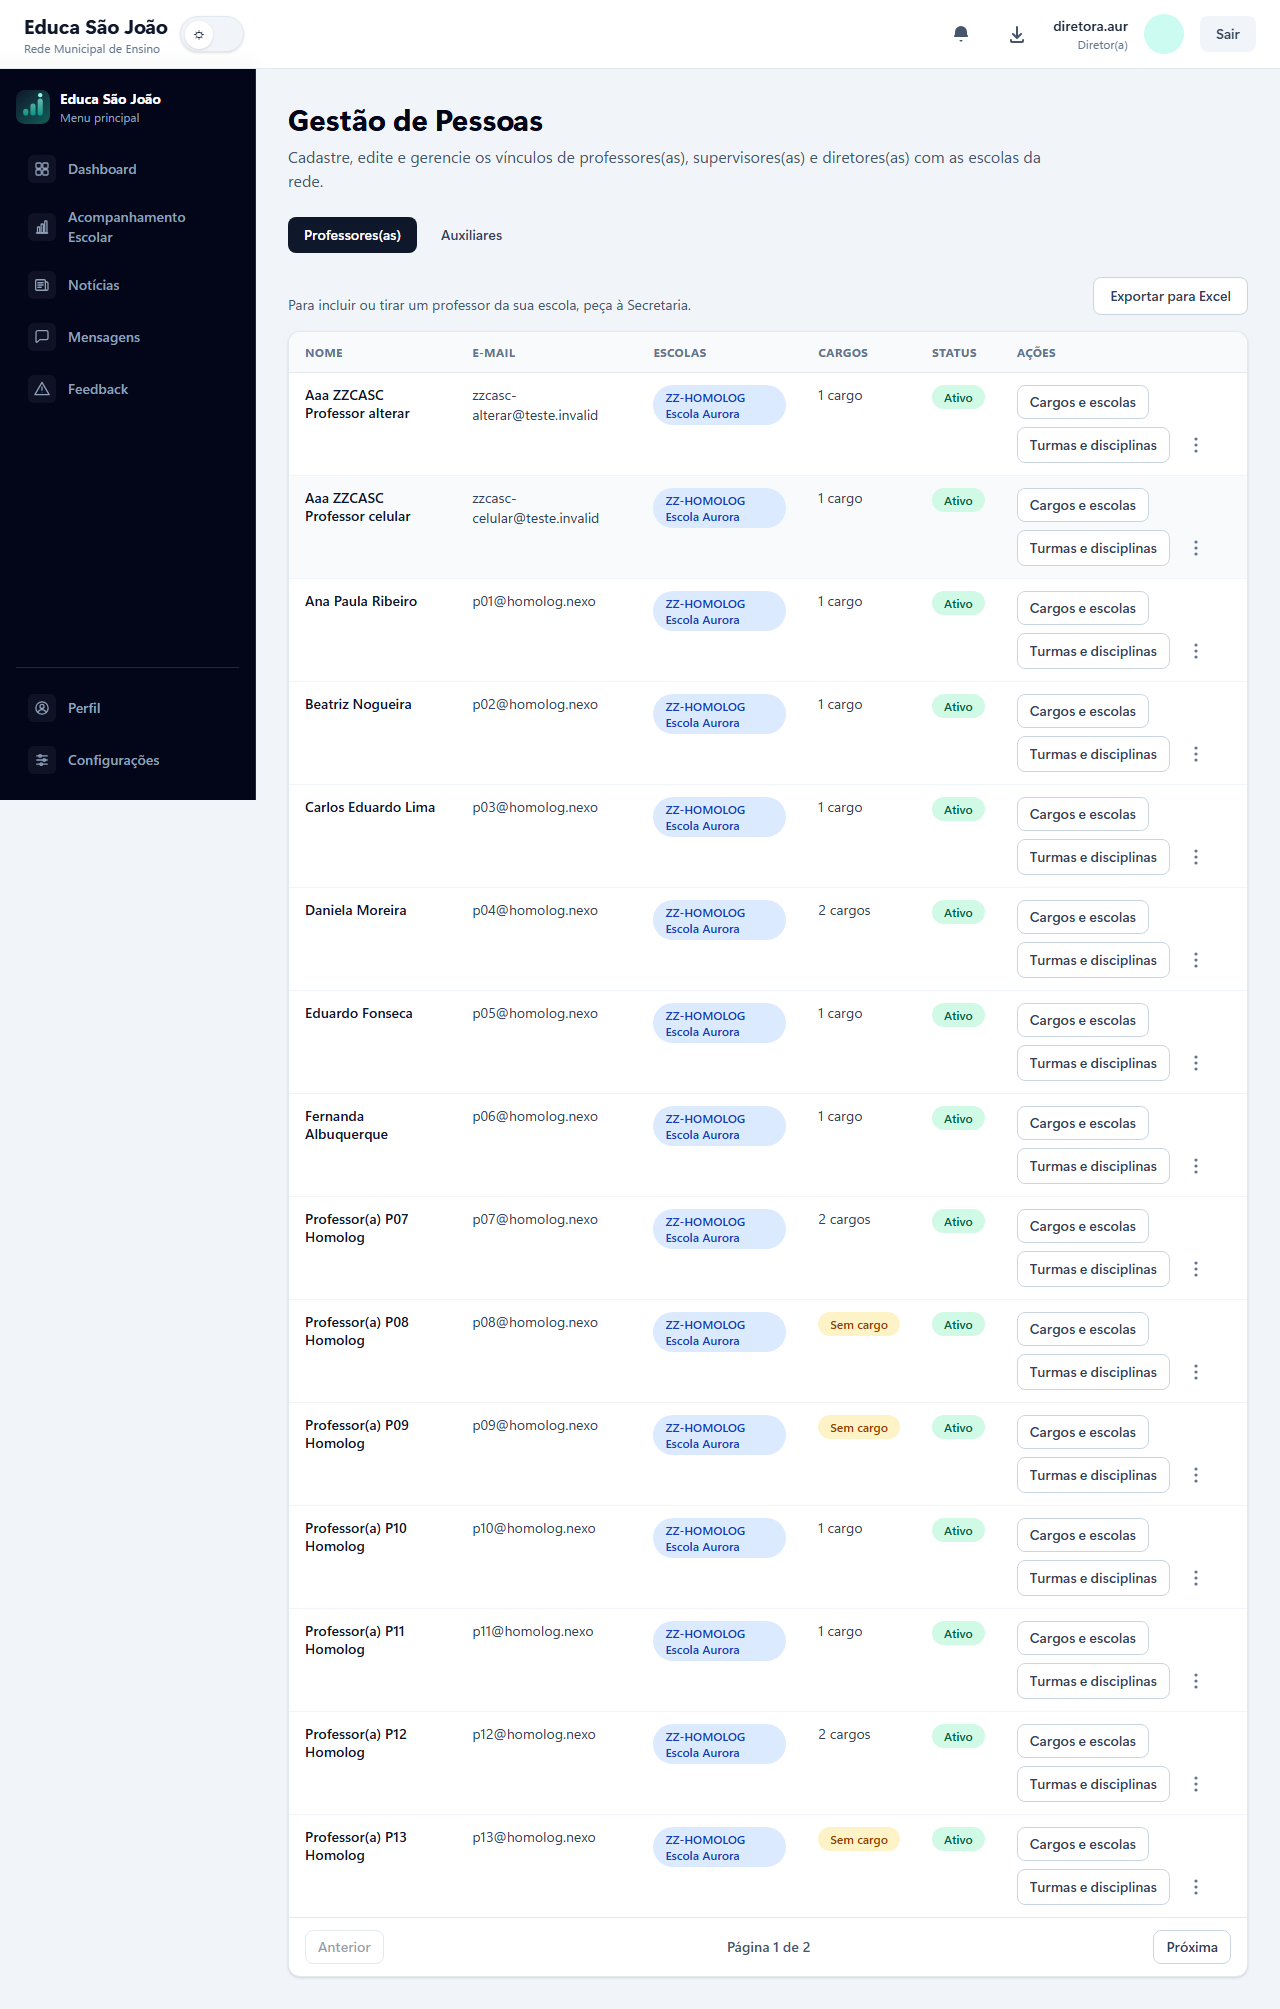 Educa São João
Rede Municipal de Ensino
diretora.aur
Diretor(a)
Sair
Educa São João
Menu principal
Dashboard
Acompanhamento
Escolar
Notícias
Mensagens
Feedback
Perfil
Configurações
Gestão de Pessoas
Cadastre, edite e gerencie os vínculos de professores(as), supervisores(as) e diretores(as) com as escolas da
rede.
Professores(as)
Auxiliares
Para incluir ou tirar um professor da sua escola, peça à Secretaria.
Exportar para Excel
NOME E-MAIL ESCOLAS CARGOS STATUS AÇÕES
Aaa ZZCASC zzcasc- ZZ-HOMOLOG 1 cargo Ativo Cargos e escolas
Professor alterar alterar@teste.invalid Escola Aurora
Turmas e disciplinas
Aaa ZZCASC zzcasc- ZZ-HOMOLOG 1 cargo Ativo Cargos e escolas
Professor celular celular@teste.invalid Escola Aurora
Turmas e disciplinas
Ana Paula Ribeiro p01@homolog.nexo ZZ-HOMOLOG 1 cargo Ativo Cargos e escolas
Escola Aurora
Turmas e disciplinas
Beatriz Nogueira p02@homolog.nexo ZZ-HOMOLOG 1 cargo Ativo Cargos e escolas
Escola Aurora
Turmas e disciplinas
Carlos Eduardo Lima p03@homolog.nexo ZZ-HOMOLOG 1 cargo Ativo Cargos e escolas
Escola Aurora
Turmas e disciplinas
Daniela Moreira p04@homolog.nexo ZZ-HOMOLOG 2 cargos Ativo Cargos e escolas
Escola Aurora
Turmas e disciplinas
Eduardo Fonseca p05@homolog.nexo ZZ-HOMOLOG 1 cargo Ativo Cargos e escolas
Escola Aurora
Turmas e disciplinas
Fernanda p06@homolog.nexo ZZ-HOMOLOG 1 cargo Ativo Cargos e escolas
Albuquerque Escola Aurora
Turmas e disciplinas
Professor(a) P07 p07@homolog.nexo ZZ-HOMOLOG 2 cargos Ativo Cargos e escolas
Homolog Escola Aurora
Turmas e disciplinas
Professor(a) P08 p08@homolog.nexo ZZ-HOMOLOG Sem cargo Ativo Cargos e escolas
Homolog Escola Aurora
Turmas e disciplinas
Professor(a) P09 p09@homolog.nexo ZZ-HOMOLOG Sem cargo Ativo Cargos e escolas
Homolog Escola Aurora
Turmas e disciplinas
Professor(a) P10 p10@homolog.nexo ZZ-HOMOLOG 1 cargo Ativo Cargos e escolas
Homolog Escola Aurora
Turmas e disciplinas
Professor(a) P11 p11@homolog.nexo ZZ-HOMOLOG 1 cargo Ativo Cargos e escolas
Homolog Escola Aurora
Turmas e disciplinas
Professor(a) P12 p12@homolog.nexo ZZ-HOMOLOG 2 cargos Ativo Cargos e escolas
Homolog Escola Aurora
Turmas e disciplinas
Professor(a) P13 p13@homolog.nexo ZZ-HOMOLOG Sem cargo Ativo Cargos e escolas
Homolog Escola Aurora
Turmas e disciplinas
Anterior Página 1 de 2 Próxima